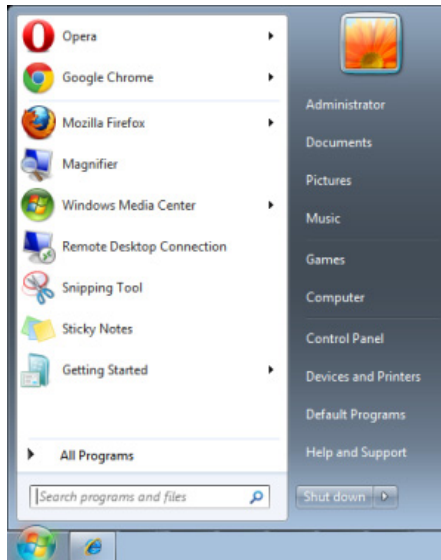 Opera
Google Chrome
Mozilla Firefox
Magnifier
Windows Media Center
Remote Desktop Connection
Snipping Tool
Sticky Notes
Getting Started
All Programs
Search programs and files
Administrator
Documents
Pictures
Music
Games
Computer
Control Panel
Devices and Printers
Default Programs
Help and Support
Shut down